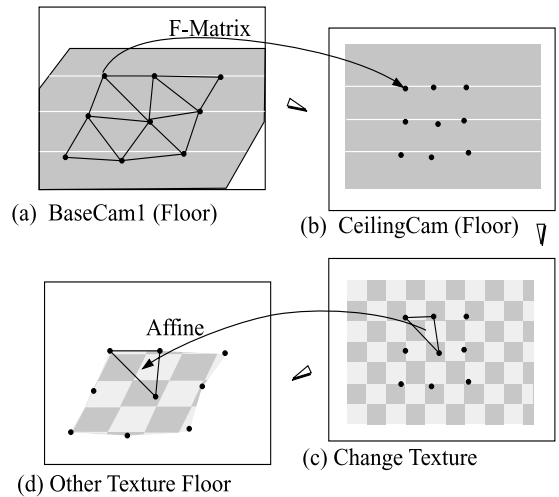 F-Matrix
(a) BaseCam1 (Floor)
(b) CeilingCam (Floor)
Affine
(c) Change Texture
(d) Other Texture Floor